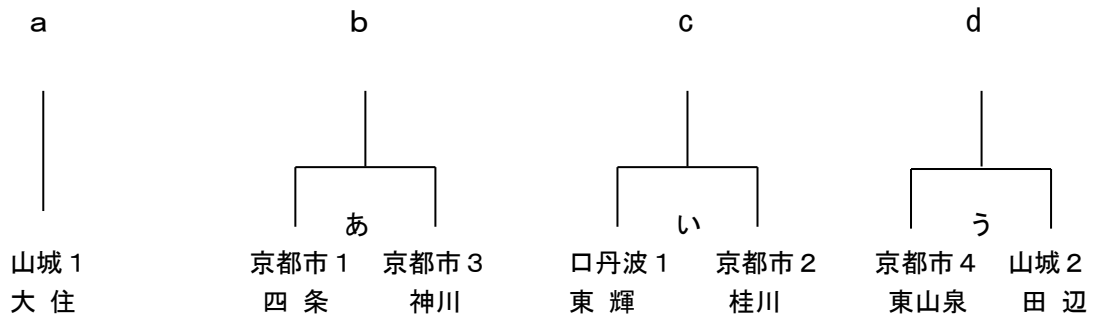 a b c d
あ い う
山城１ 京都市１ 京都市３ 口丹波１ 京都市２ 京都市４ 山城２
大 住 四 条 神川 東 輝 桂川 東山泉 田 辺